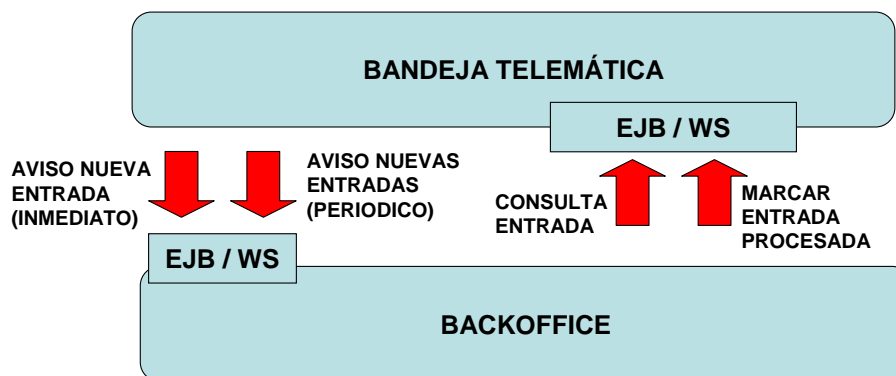 BANDEJA TELEMÁTICA
EJB / WS
AVISO NUEVA
ENTRADA
(INMEDIATO)
AVISO NUEVAS
ENTRADAS
(PERIODICO)
CONSULTA
ENTRADA
MARCAR
ENTRADA
PROCESADA
EJB / WS
BACKOFFICE